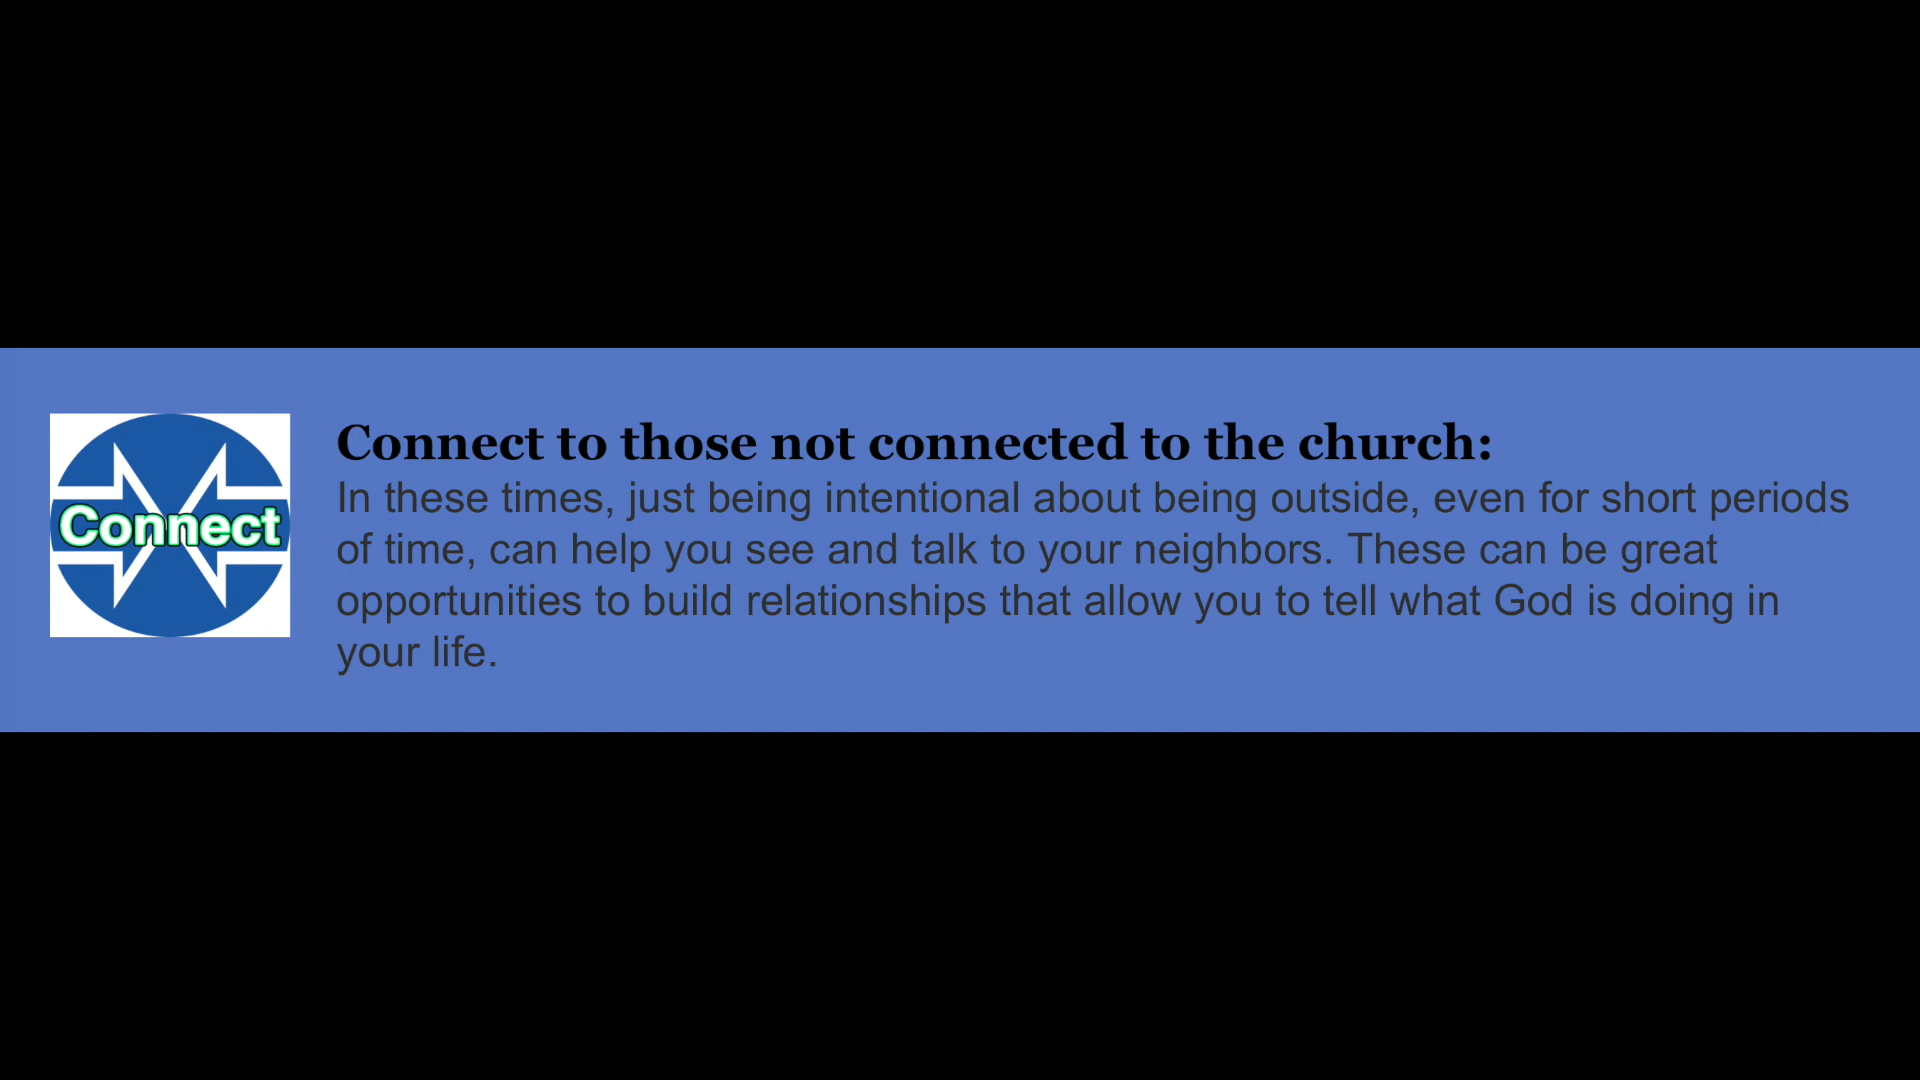 Connect
Connect to those not connected to the church:
In these times, just being intentional about being outside, even for short periods
of time, can help you see and talk to your neighbors. These can be great
opportunities to build relationships that allow you to tell what God is doing in
your life.